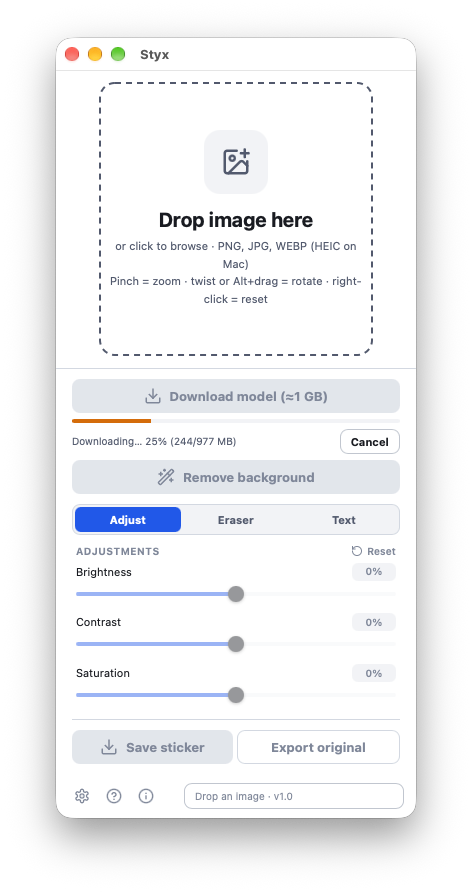 Styx
Drop image here
or click to browse · PNG, JPG, WEBP (HEIC on
Mac)
Pinch = zoom · twist or Alt+drag = rotate · right-
click = reset
Download model (≈1 GB)
Downloading... 25% (244/977 MB)
Cancel
Remove background
Adjust
Eraser
Text
ADJUSTMENTS
Reset
Brightness
0%
Contrast
0%
Saturation
0%
Save sticker
Export original
Drop an image · v1.0